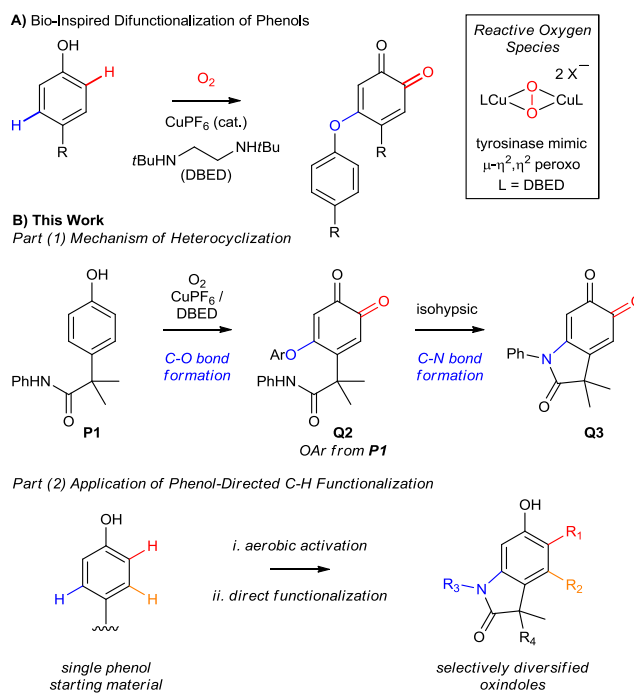 A) Bio-Inspired Difunctionalization of Phenols
OH
H
H
R
O2
CuPF6 (cat.)
tBuHN NHtBu
(DBED)
O
O
O
R
R
Reactive Oxygen
Species
2 X–
O
LCu CuL
O
tyrosinase mimic
μ-η2,η2 peroxo
L = DBED
B) This Work
Part (1) Mechanism of Heterocyclization
OH
PhHN
O
P1
O2
CuPF6 /
DBED
C-O bond
formation
O
O
ArO
PhHN
O
Q2
OAr from P1
isohypsic
C-N bond
formation
O
O
Ph
N
O
Q3
Part (2) Application of Phenol-Directed C-H Functionalization
OH
H
H
H
single phenol
starting material
i. aerobic activation
ii. direct functionalization
OH
R1
R2
R3
N
O
R4
selectively diversified
oxindoles